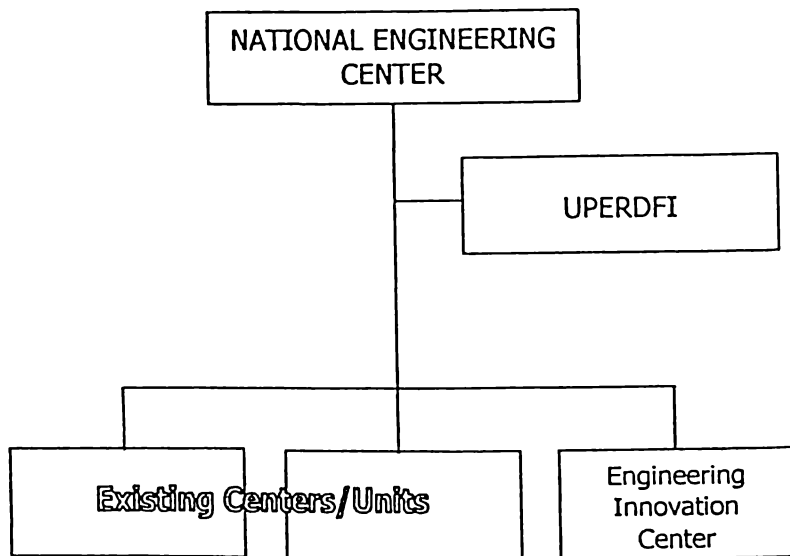 NATIONAL ENGINEERING
CENTER
UPERDFI
Existing Centers/Units
Engineering
Innovation
Center